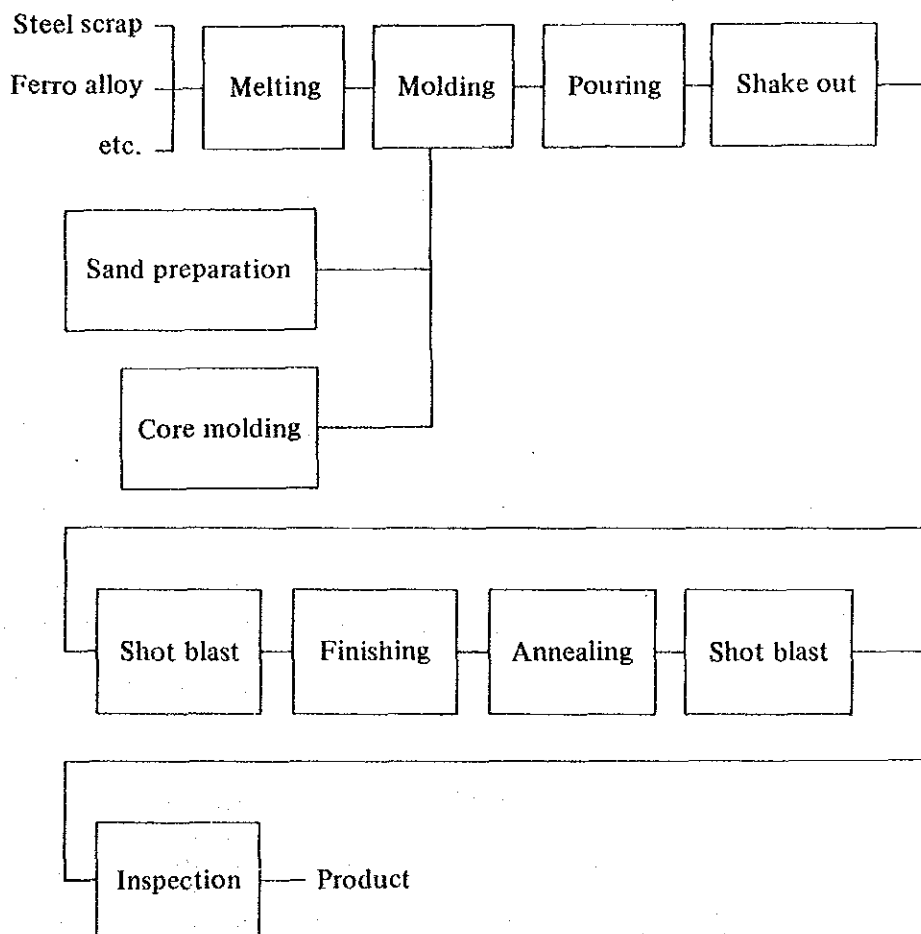 Steel scrap
Ferro alloy
etc.
Melting
Molding
Pouring
Shake out
Sand preparation
Core molding
Shot blast
Finishing
Annealing
Shot blast
Inspection
Product